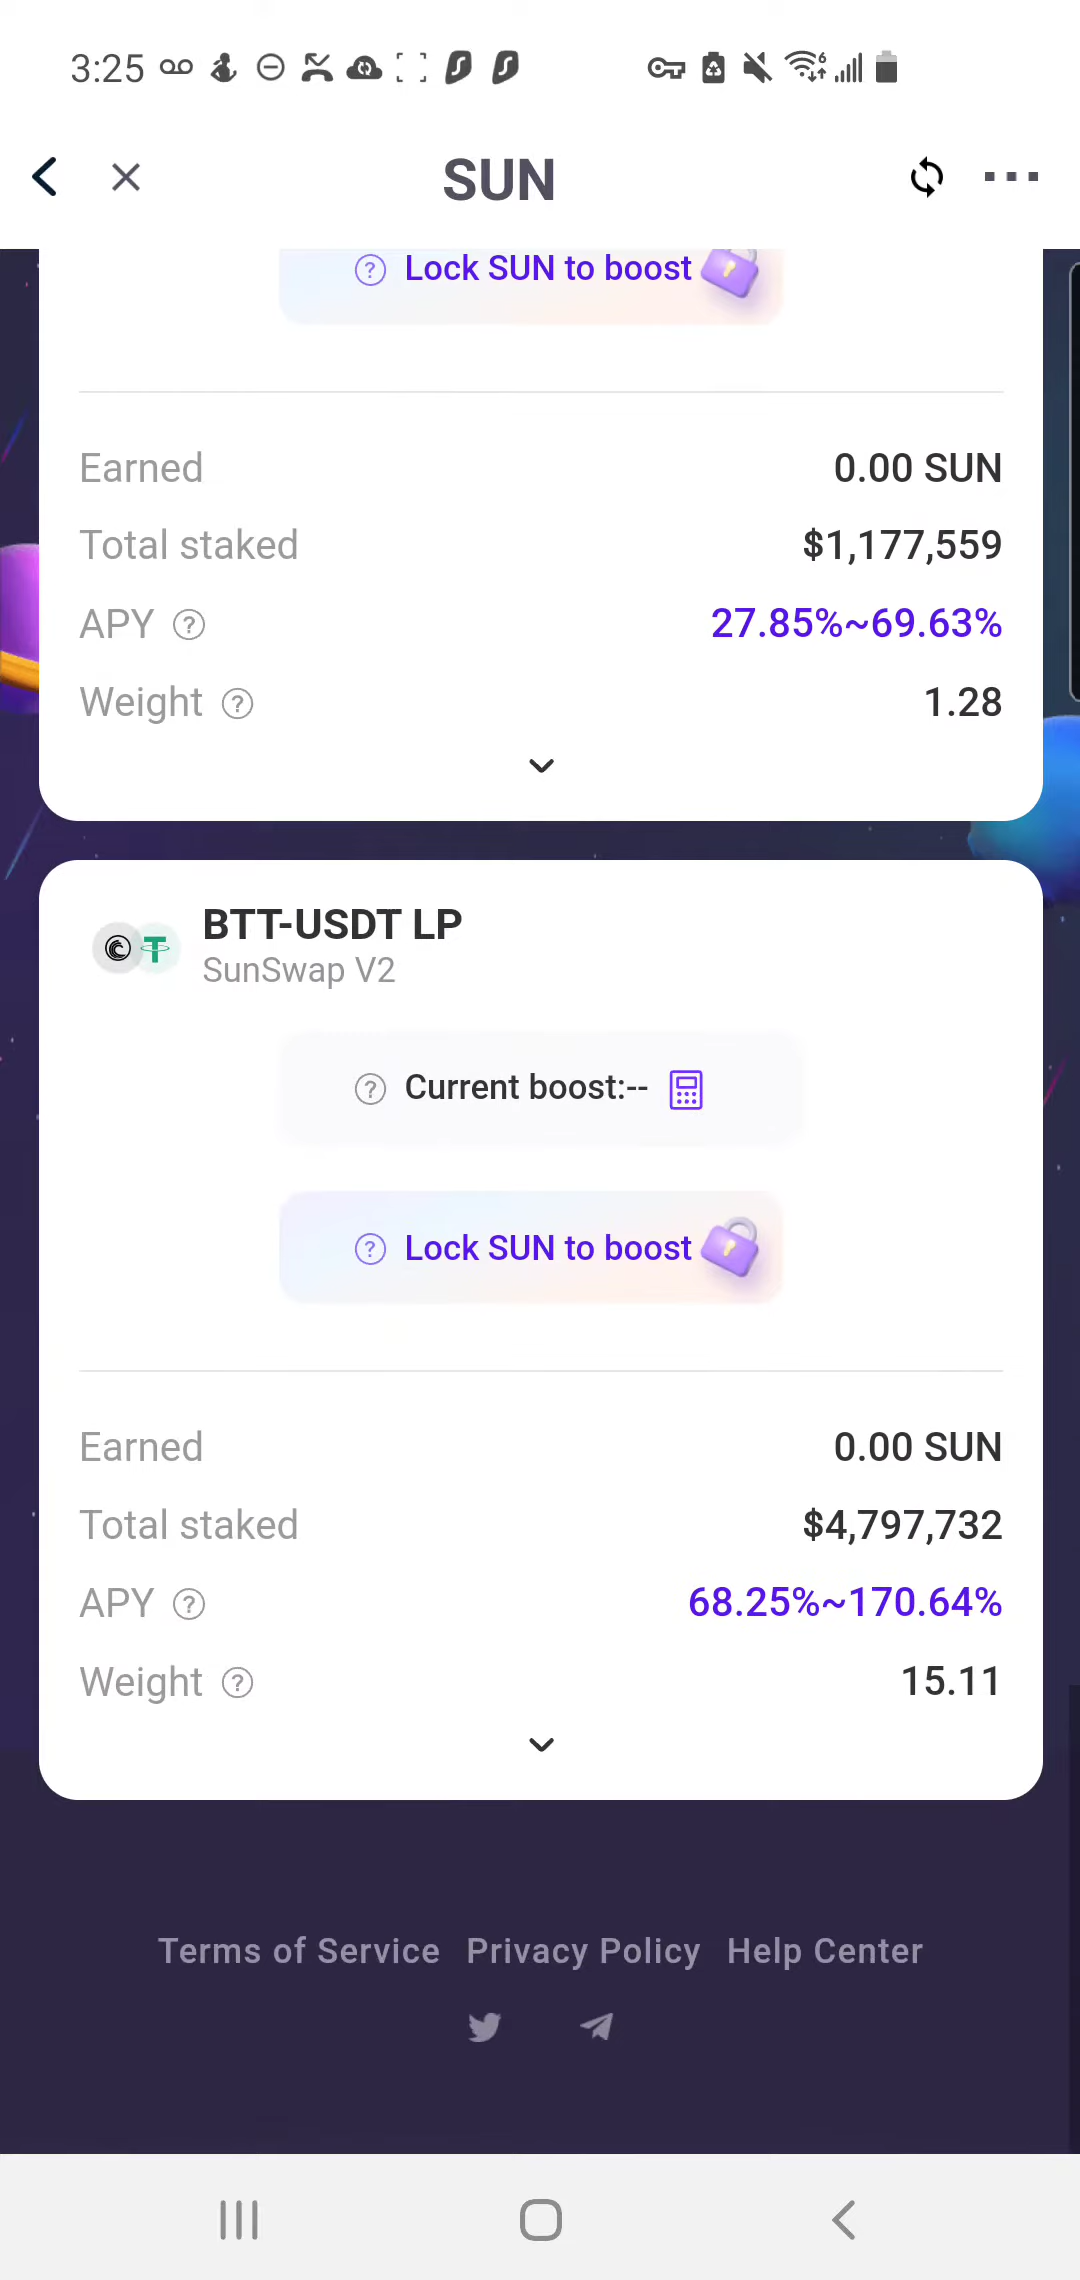 3:25
SUN
Lock SUN to boost
Earned 0.00 SUN
Total staked $1,177,559
APY 27.85%~69.63%
Weight 1.28
BTT-USDT LP
SunSwap V2
Current boost:--
Lock SUN to boost
Earned 0.00 SUN
Total staked $4,797,732
APY 68.25%~170.64%
Weight 15.11
Terms of Service Privacy Policy Help Center